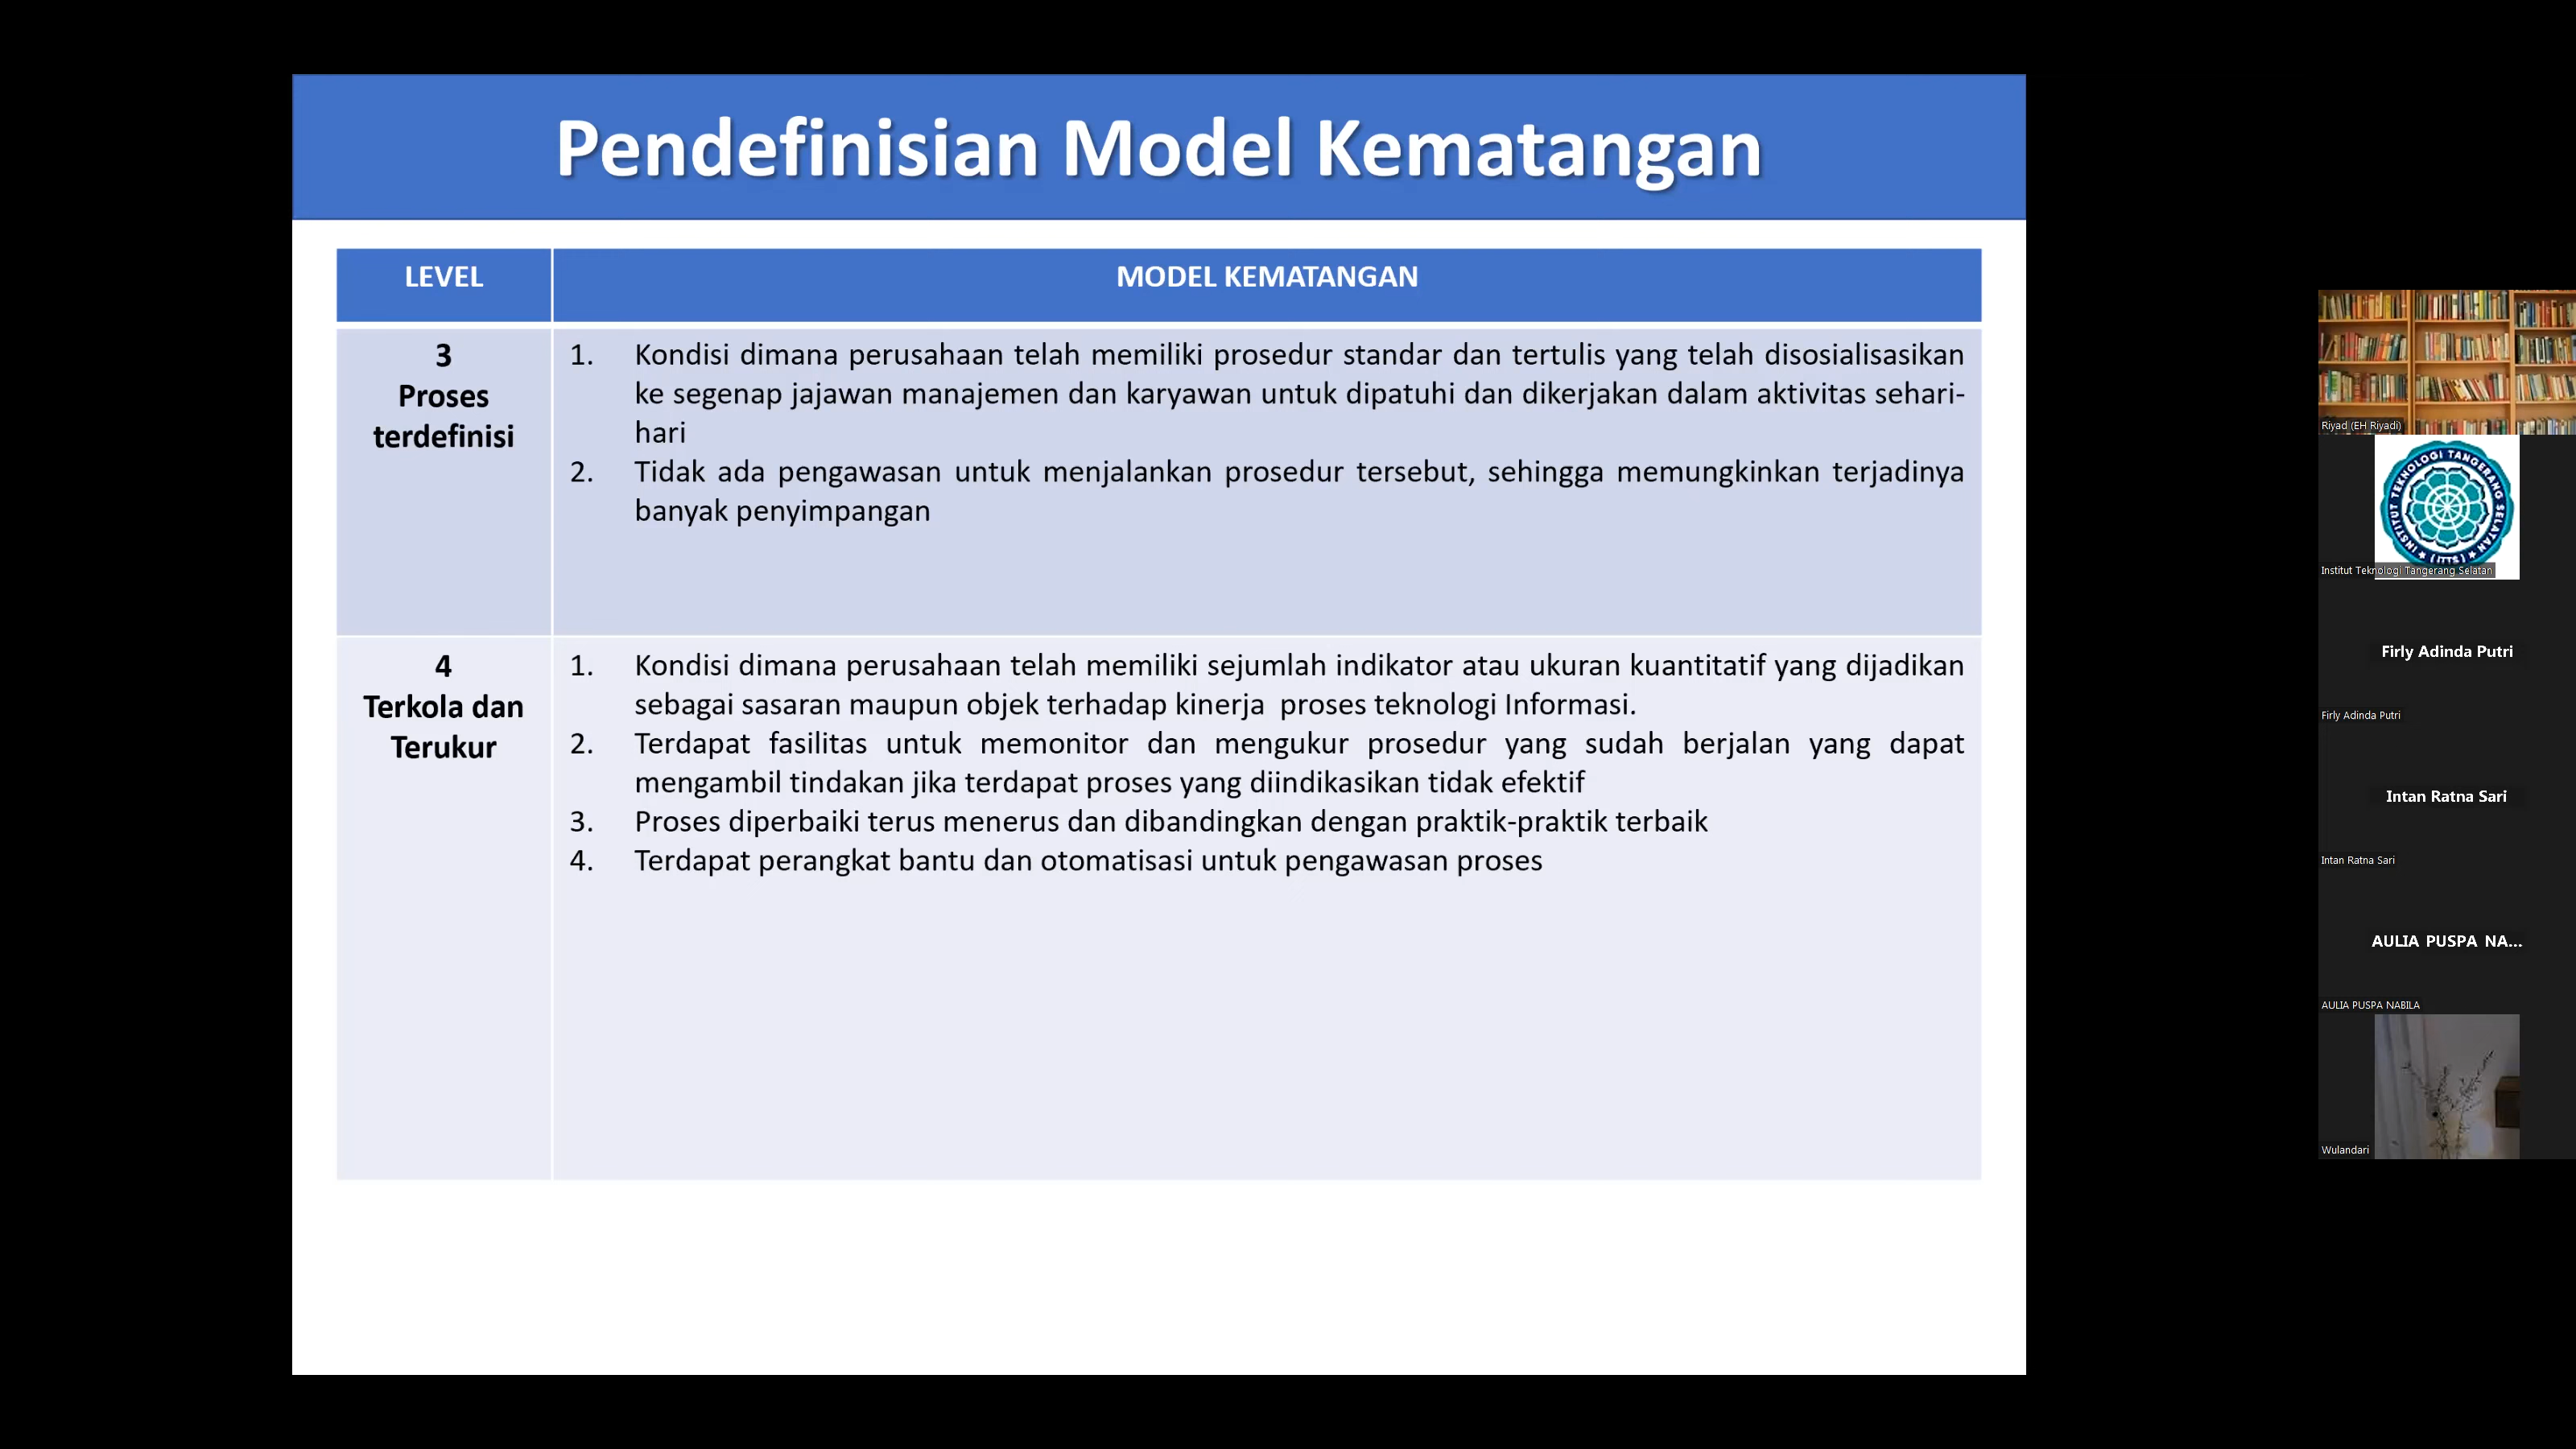 Pendefinisian Model Kematangan
LEVEL
MODEL KEMATANGAN
3
Proses
terdefinisi
1. Kondisi dimana perusahaan telah memiliki prosedur standar dan tertulis yang telah disosialisasikan
ke segenap jajawan manajemen dan karyawan untuk dipatuhi dan dikerjakan dalam aktivitas sehari-
hari
2. Tidak ada pengawasan untuk menjalankan prosedur tersebut, sehingga memungkinkan terjadinya
banyak penyimpangan
4
Terkola dan
Terukur
1. Kondisi dimana perusahaan telah memiliki sejumlah indikator atau ukuran kuantitatif yang dijadikan
sebagai sasaran maupun objek terhadap kinerja proses teknologi Informasi.
2. Terdapat fasilitas untuk memonitor dan mengukur prosedur yang sudah berjalan yang dapat
mengambil tindakan jika terdapat proses yang diindikasikan tidak efektif
3. Proses diperbaiki terus menerus dan dibandingkan dengan praktik-praktik terbaik
4. Terdapat perangkat bantu dan otomatisasi untuk pengawasan proses
Riyad (EH Riyadi)
INSTITUT TEKNOLOGI TANGERANG SELATAN
(ITTS)
Institut Teknologi Tangerang Selatan
Firly Adinda Putri
Firly Adinda Putri
Intan Ratna Sari
Intan Ratna Sari
AULIA PUSPA NA...
AULIA PUSPA NABILA
Wulandari